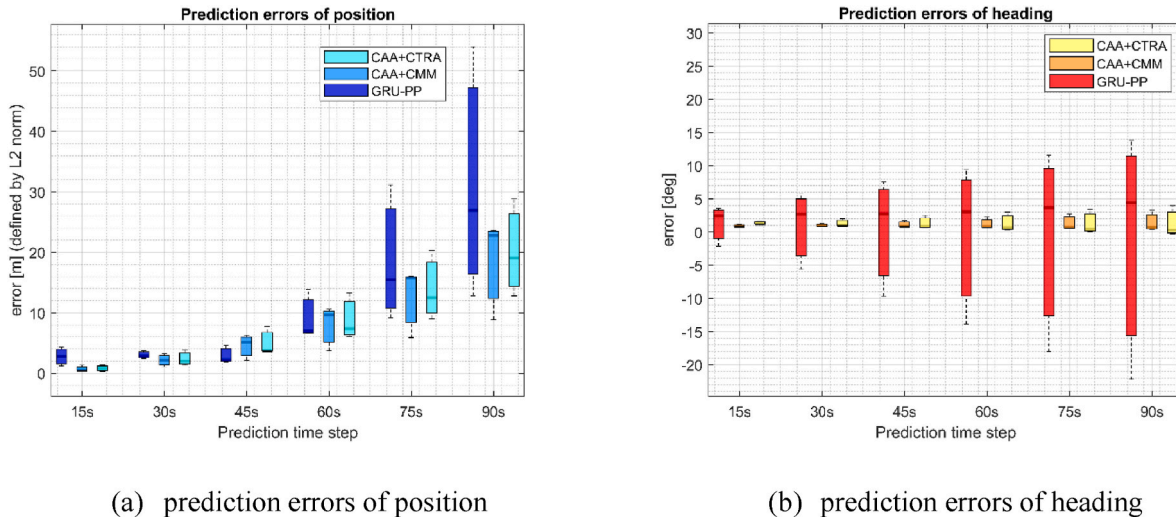 Prediction errors of position
error [m] (defined by L2 norm)
50
40
30
20
10
0
CAA+CTRA
CAA+CMM
GRU-PP
15s 30s 45s 60s 75s 90s
Prediction time step
(a) prediction errors of position
Prediction errors of heading
error [deg]
30
25
20
15
10
5
0
-5
-10
-15
-20
CAA+CTRA
CAA+CMM
GRU-PP
15s 30s 45s 60s 75s 90s
Prediction time step
(b) prediction errors of heading